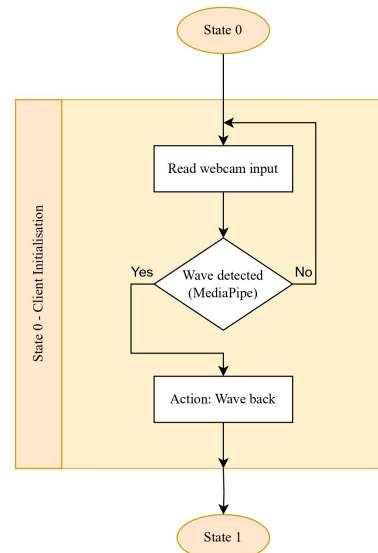 State 0
State 0 - Client Initialisation
Read webcam input
Wave detected
(MediaPipe)
Yes
No
Action: Wave back
State 1